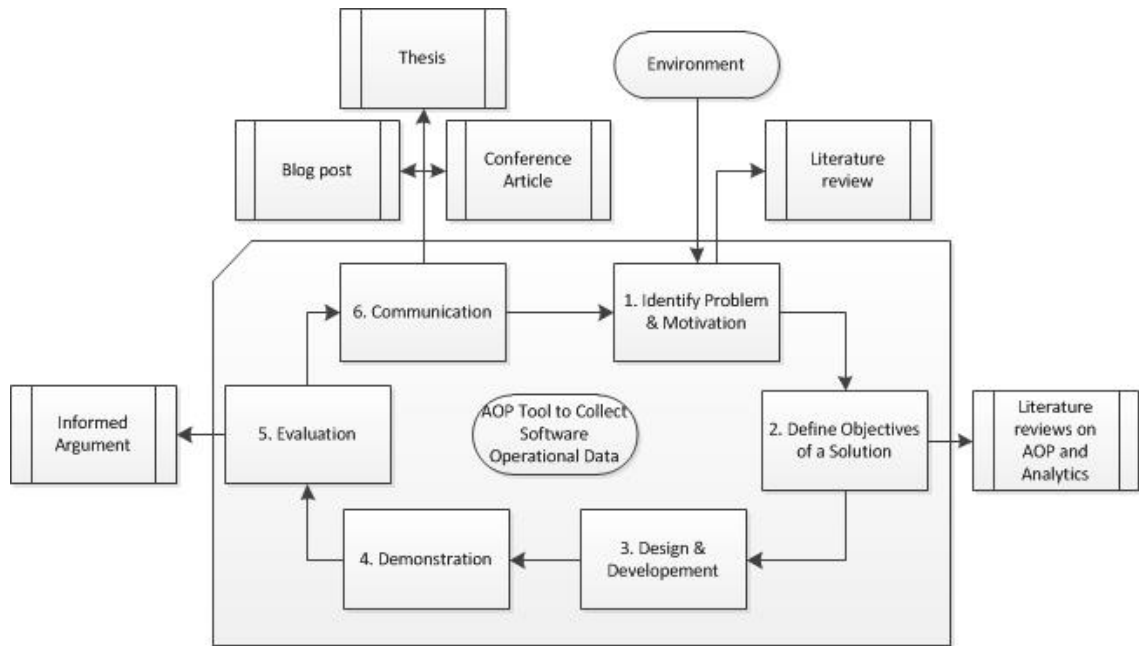 Thesis
Environment
Blog post
Conference
Article
Literature
review
6. Communication
1. Identify Problem
& Motivation
Informed
Argument
5. Evaluation
AOP Tool to Collect
Software
Operational Data
2. Define Objectives
of a Solution
Literature
reviews on
AOP and
Analytics
4. Demonstration
3. Design &
Developement